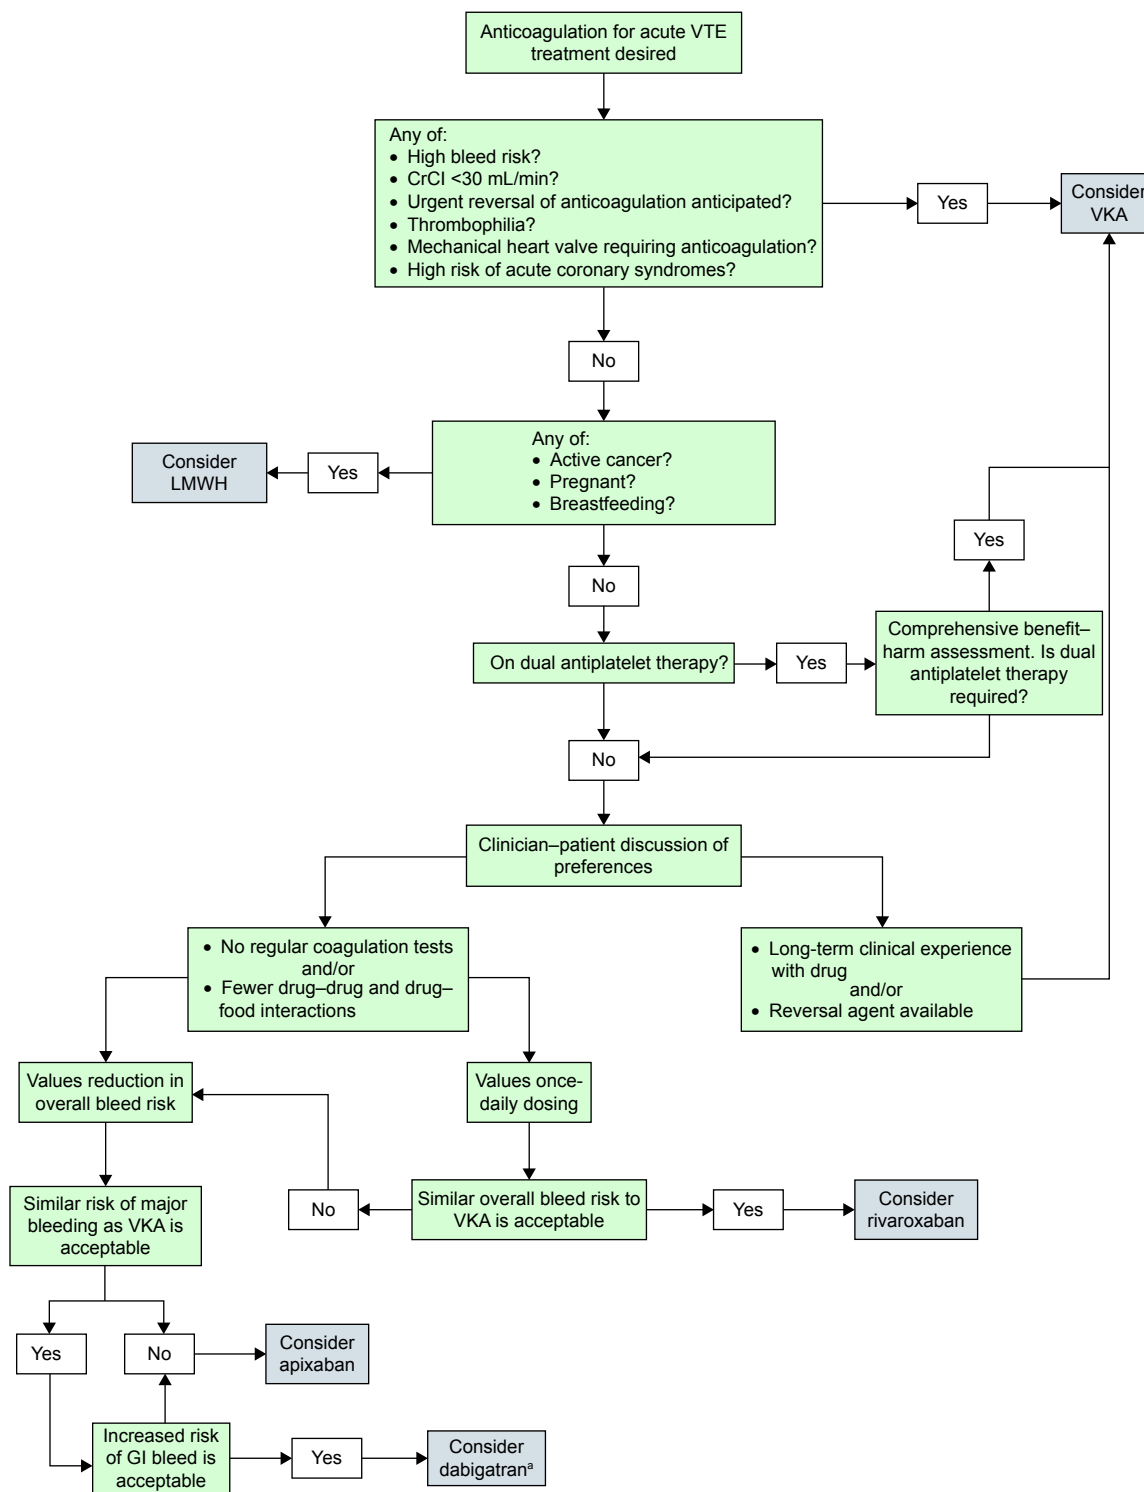 Anticoagulation for acute VTE
treatment desired
Any of:
• High bleed risk?
• CrCl <30 mL/min?
• Urgent reversal of anticoagulation anticipated?
• Thrombophilia?
• Mechanical heart valve requiring anticoagulation?
• High risk of acute coronary syndromes?
Yes
Consider
VKA
No
Any of:
• Active cancer?
• Pregnant?
• Breastfeeding?
Yes
Consider
LMWH
No
Yes
On dual antiplatelet therapy?
Yes
Comprehensive benefit–
harm assessment. Is dual
antiplatelet therapy
required?
No
Clinician–patient discussion of
preferences
• No regular coagulation tests
and/or
• Fewer drug–drug and drug–
food interactions
• Long-term clinical experience
with drug
and/or
• Reversal agent available
Values reduction in
overall bleed risk
Values once-
daily dosing
Similar risk of major
bleeding as VKA is
acceptable
No
Similar overall bleed risk to
VKA is acceptable
Yes
Consider
rivaroxaban
Yes
No
Consider
apixaban
Increased risk
of GI bleed is
acceptable
Yes
Consider
dabigatranᵃ